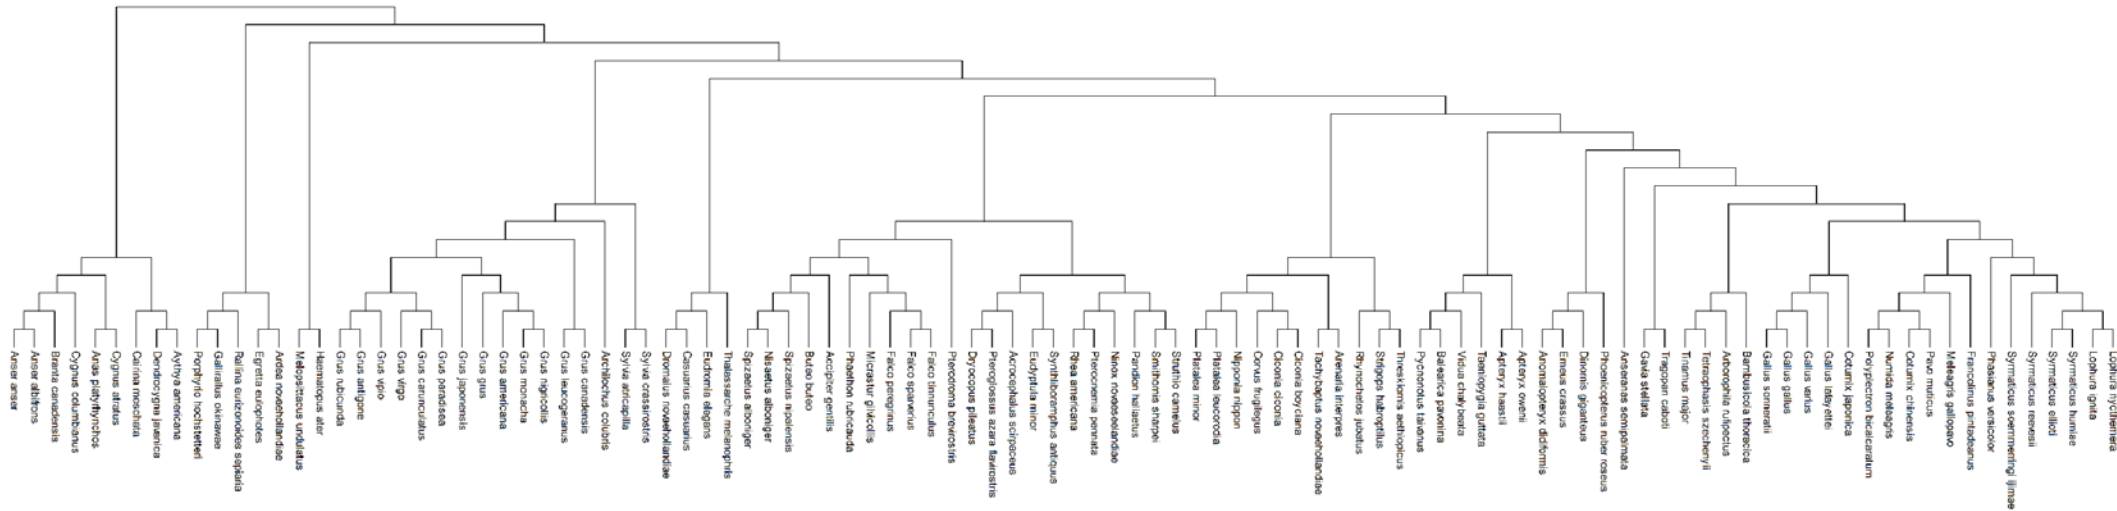 Anser anser
Anser albifrons
Branta canadensis
Cygnus columbianus
Anas platyrhynchos
Cygnus atratus
Cairina moschata
Dendrocygna javanica
Aythya americana
Porphyrio hochstetteri
Gallirallus okinawae
Rallina eurizonoides sepiaria
Egretta eulophotes
Ardea novaehollandiae
Melopsittacus undulatus
Haematopus ater
Grus rubicunda
Grus antigone
Grus vipio
Grus virgo
Grus carunculatus
Grus paradisea
Grus japonensis
Grus grus
Grus americana
Grus monacha
Grus nigricollis
Grus leucogeranus
Grus canadensis
Archilochus colubris
Sylvia atricapilla
Sylvia crassirostris
Dromaius novaehollandiae
Casuarius casuarius
Eudromia elegans
Thalassarche melanophris
Spizaetus alboniger
Nisaetus alboniger
Spizaetus nipalensis
Buteo buteo
Accipiter gentilis
Phaethon rubricauda
Micrastur gilvicollis
Falco peregrinus
Falco sparverius
Falco tinnunculus
Pterodroma brevirostris
Dryocopus pileatus
Pteroglossus azara flavirostris
Acrocephalus scirpaceus
Eudyptula minor
Synthliboramphus antiquus
Rhea americana
Pterocnemia pennata
Ninox novaeseelandiae
Pandion haliaetus
Smithornis sharpei
Struthio camelus
Platalea minor
Platalea leucorodia
Nipponia nippon
Corvus frugilegus
Ciconia ciconia
Ciconia boyciana
Tachybaptus novaehollandiae
Arenaria interpres
Rhynochetos jubatus
Strigops habroptilus
Threskiornis aethiopicus
Pycnonotus taivanus
Balearica pavonina
Vidua chalybeata
Taeniopygia guttata
Apteryx haastii
Apteryx owenii
Anomalopteryx didiformis
Emeus crassus
Dinornis giganteus
Phoenicopterus ruber roseus
Anseranas semipalmata
Gavia stellata
Tragopan caboti
Tinamus major
Tetraophasis szechenyii
Arborophila rufipectus
Bambusicola thoracica
Gallus sonneratii
Gallus gallus
Gallus varius
Gallus lafayettei
Coturnix japonica
Polyplectron bicalcaratum
Numida meleagris
Coturnix chinensis
Pavo muticus
Meleagris gallopavo
Francolinus pintadeanus
Phasianus versicolor
Syrmaticus soemmerringi ijimae
Syrmaticus reevesii
Syrmaticus ellioti
Syrmaticus humiae
Lophura ignita
Lophura nycthemera